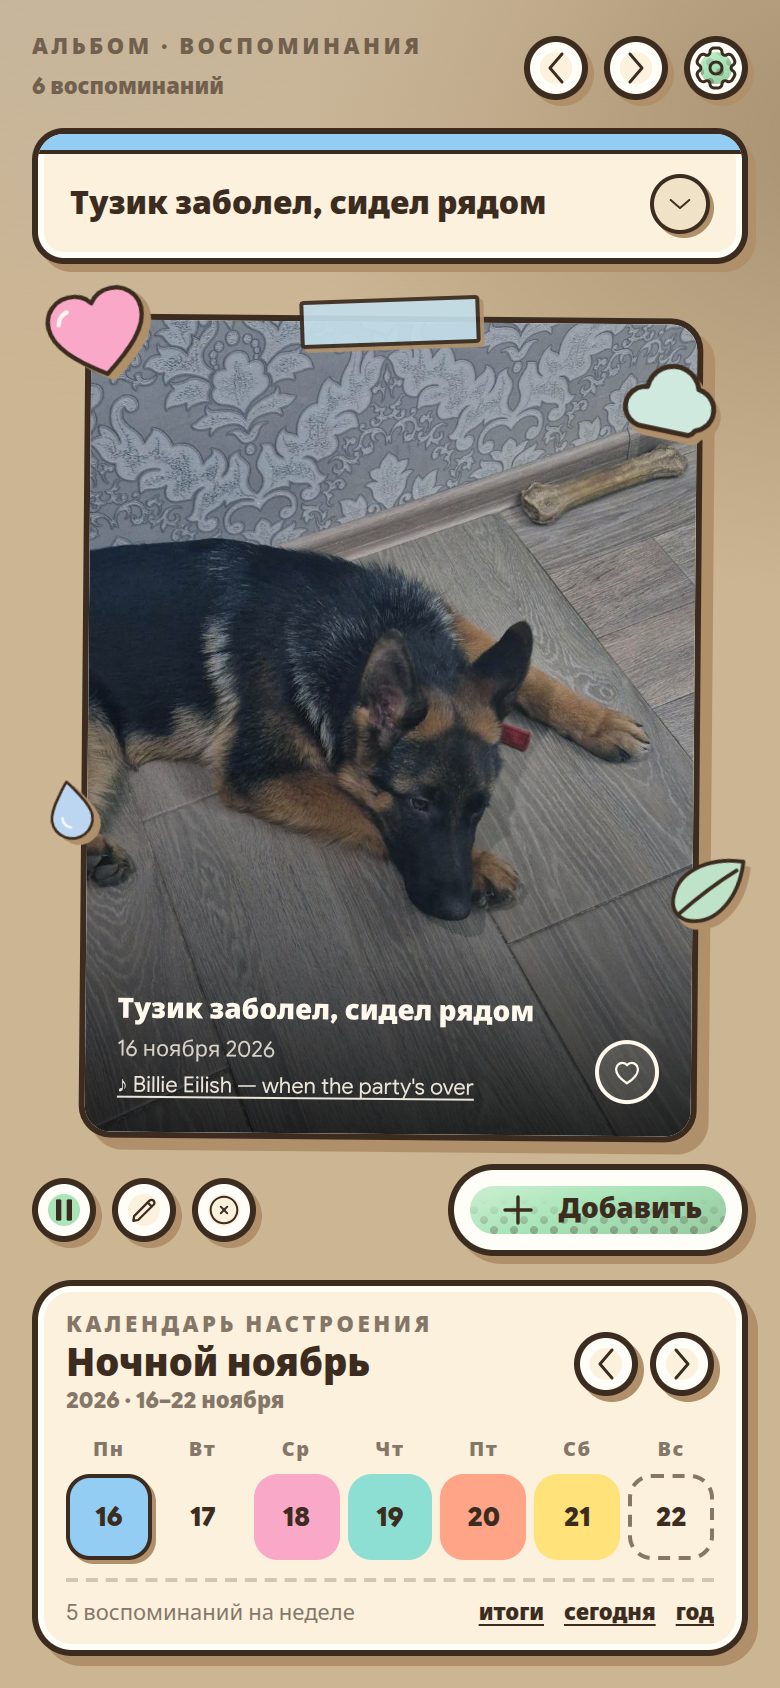 АЛЬБОМ · ВОСПОМИНАНИЯ
6 воспоминаний
Тузик заболел, сидел рядом
Тузик заболел, сидел рядом
16 ноября 2026
♪ Billie Eilish — when the party's over
Добавить
КАЛЕНДАРЬ НАСТРОЕНИЯ
Ночной ноябрь
2026 · 16–22 ноября
Пн Вт Ср Чт Пт Сб Вс
16 17 18 19 20 21 22
5 воспоминаний на неделе итоги сегодня год